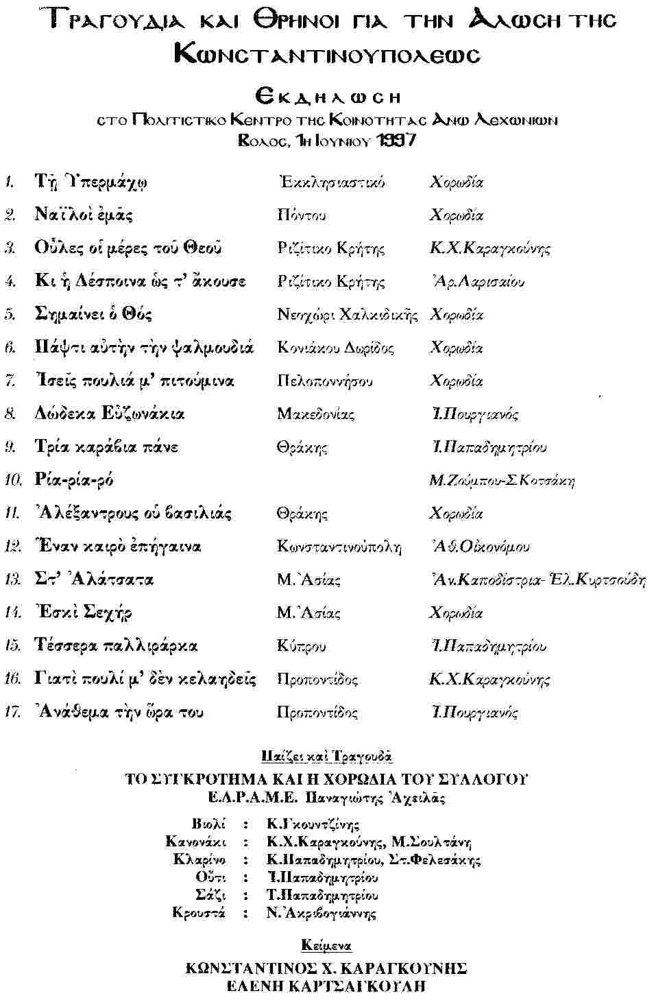 Τραγουδια και Θρηνοι για την Αλωση της
Κωνσταντινουπολεως
Εκδηλωση
στο Πολιτιστικο Κεντρο της Κοινοτητας Ανω Λεχωνιων
Βολος, 1η Ιουνιου 1997
1. Τῇ Ὑπερμάχῳ Ἐκκλησιαστικό Χορωδία
2. Ναϊλοὶ ἐμᾶς Πόντου Χορωδία
3. Οὗλες οἱ μέρες τοῦ Θεοῦ Ριζίτικο Κρήτης Κ.Χ.Καραγκούνης
4. Κι ἡ Δέσποινα ὡς τ' ἄκουσε Ριζίτικο Κρήτης Ἀρ.Λαρισαίου
5. Σημαίνει ὁ Θός Νεοχώρι Χαλκιδικῆς Χορωδία
6. Πάψτι αὐτὴν τὴν ψαλμουδιά Κονιάκου Δωρίδος Χορωδία
7. Ἰσεῖς πουλιά μ' πιτούμινα Πελοποννήσου Χορωδία
8. Δώδεκα Εὐζωνάκια Μακεδονίας Ἰ.Πουργιανός
9. Τρία καράβια πάνε Θράκης Ἰ.Παπαδημητρίου
10. Ρία-ρία-ρό Μ.Ζούμπου-Σ.Κοτσάκη
11. Ἀλέξαντρους οὑ βασιλιάς Θράκης Χορωδία
12. Ἕναν καιρὸ ἐπήγαινα Κωνσταντινούπολη Ἀθ.Οἰκονόμου
13. Στ' Ἀλάτσατα Μ. Ἀσίας Ἀν.Καποδίστρια- Ἑλ.Κυρτσούδη
14. Ἐσκὶ Σεχήρ Μ. Ἀσίας Χορωδία
15. Τέσσερα παλλιράρκα Κύπρου Ἰ.Παπαδημητρίου
16. Γιατὶ πουλί μ' δὲν κελαηδεῖς Προποντίδος Κ.Χ.Καραγκούνης
17. Ἀνάθεμα τὴν ὥρα του Προποντίδος Ἰ.Πουργιανός
Παίζει καὶ Τραγουδᾶ
ΤΟ ΣΥΓΚΡΟΤΗΜΑ ΚΑΙ Η ΧΟΡΩΔΙΑ ΤΟΥ ΣΥΛΛΟΓΟΥ
Ε.Λ.Ρ.Α.Μ.Ε. Παναγιώτης Ἀχειλᾶς
Βιολί : Κ.Γκουντζίνης
Κανονάκι : Κ.Χ.Καραγκούνης, Μ.Σουλτάνη
Κλαρίνο : Κ.Παπαδημητρίου, Στ.Φελεσάκης
Οὔτι : Ἰ.Παπαδημητρίου
Σάζι : Τ.Παπαδημητρίου
Κρουστά : Ν.Ἀκριβογιάννης
Κείμενα
ΚΩΝΣΤΑΝΤΙΝΟΣ Χ. ΚΑΡΑΓΚΟΥΝΗΣ
ΕΛΕΝΗ ΚΑΡΤΣΑΓΚΟΥΛΗ